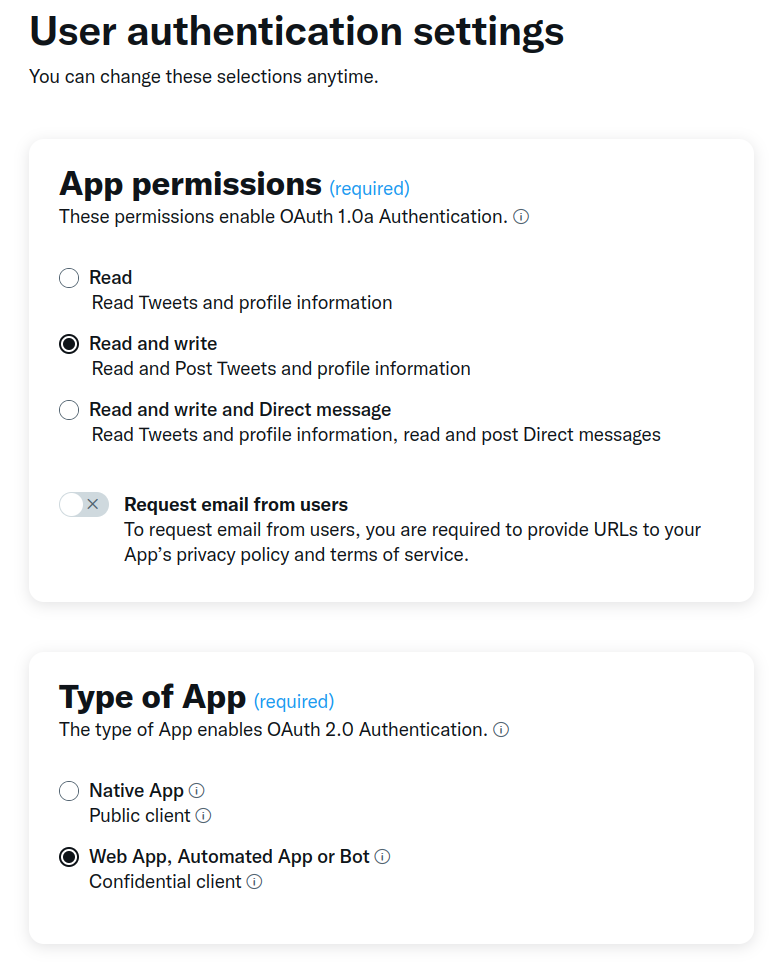 User authentication settings
You can change these selections anytime.
App permissions (required)
These permissions enable OAuth 1.0a Authentication.
Read
Read Tweets and profile information
Read and write
Read and Post Tweets and profile information
Read and write and Direct message
Read Tweets and profile information, read and post Direct messages
Request email from users
To request email from users, you are required to provide URLs to your
App’s privacy policy and terms of service.
Type of App (required)
The type of App enables OAuth 2.0 Authentication.
Native App
Public client
Web App, Automated App or Bot
Confidential client